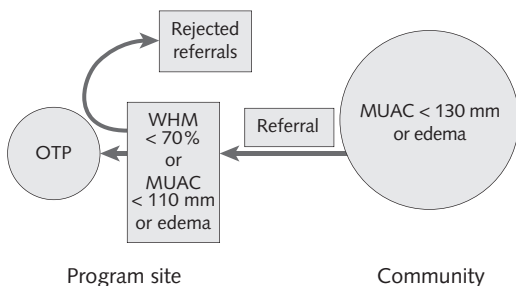 Rejected
referrals
OTP
WHM
< 70%
or
MUAC
< 110 mm
or edema
Referral
MUAC < 130 mm
or edema
Program site
Community